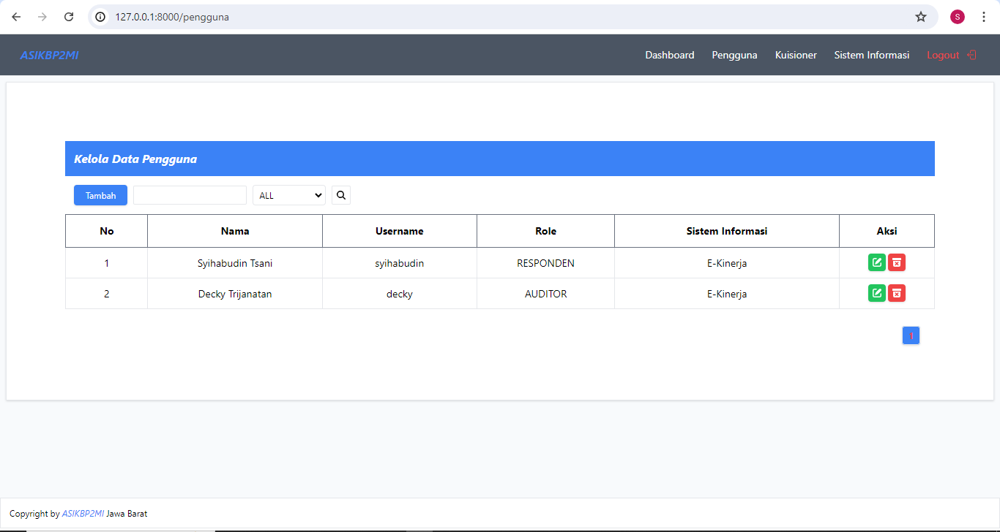 127.0.0.1:8000/pengguna
S
ASIKBP2MI Dashboard Pengguna Kuisioner Sistem Informasi Logout
Kelola Data Pengguna
Tambah ALL
No Nama Username Role Sistem Informasi Aksi
1 Syihabudin Tsani syihabudin RESPONDEN E-Kinerja
2 Decky Trijanatan decky AUDITOR E-Kinerja
1
Copyright by ASIKBP2MI Jawa Barat